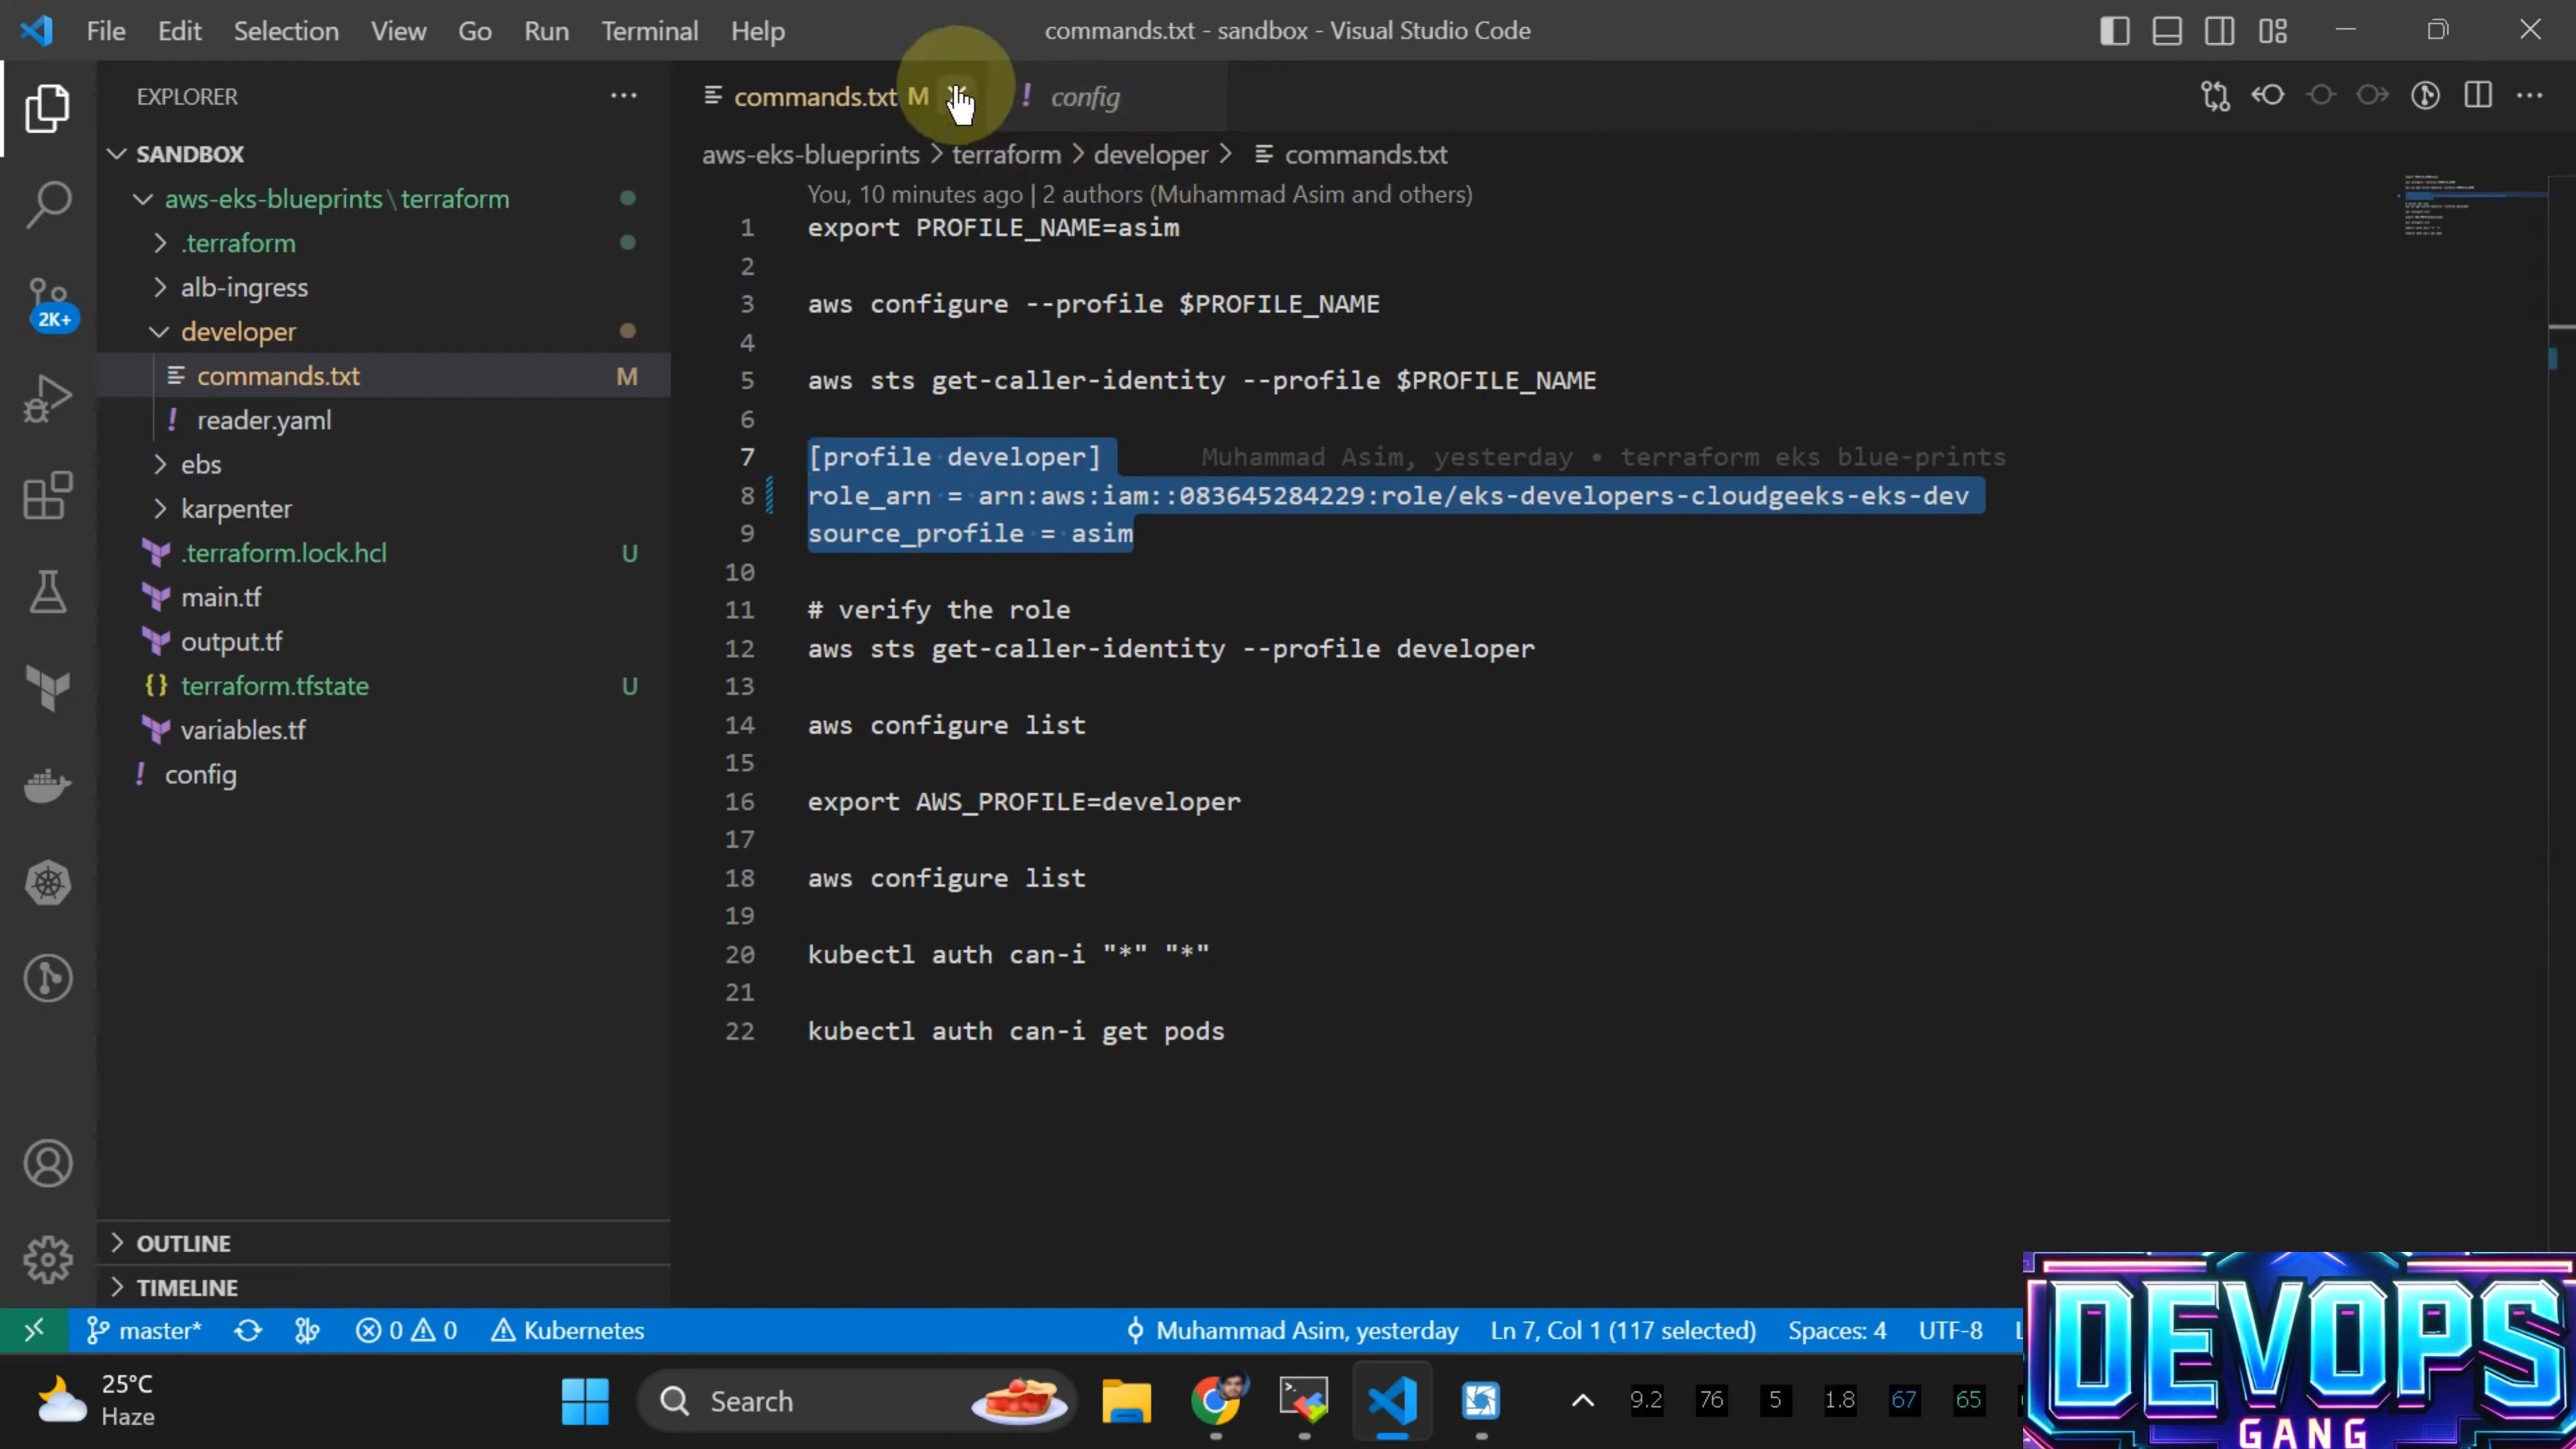 File Edit Selection View Go Run Terminal Help
commands.txt - sandbox - Visual Studio Code
EXPLORER
SANDBOX
aws-eks-blueprints\terraform
.terraform
alb-ingress
developer
commands.txt M
reader.yaml
ebs
karpenter
.terraform.lock.hcl U
main.tf
output.tf
terraform.tfstate U
variables.tf
config
OUTLINE
TIMELINE
2K+
commands.txt M
config
aws-eks-blueprints > terraform > developer > commands.txt
You, 10 minutes ago | 2 authors (Muhammad Asim and others)
1 export PROFILE_NAME=asim
2
3 aws configure --profile $PROFILE_NAME
4
5 aws sts get-caller-identity --profile $PROFILE_NAME
6
7 [profile developer] Muhammad Asim, yesterday • terraform eks blue-prints
8 role_arn = arn:aws:iam::083645284229:role/eks-developers-cloudgeeks-eks-dev
9 source_profile = asim
10
11 # verify the role
12 aws sts get-caller-identity --profile developer
13
14 aws configure list
15
16 export AWS_PROFILE=developer
17
18 aws configure list
19
20 kubectl auth can-i "*" "*"
21
22 kubectl auth can-i get pods
master* 0 0 Kubernetes
Muhammad Asim, yesterday Ln 7, Col 1 (117 selected) Spaces: 4 UTF-8
25°C
Haze
Search
9.2 76 5 1.8 67 65
DEVOPS
GANG